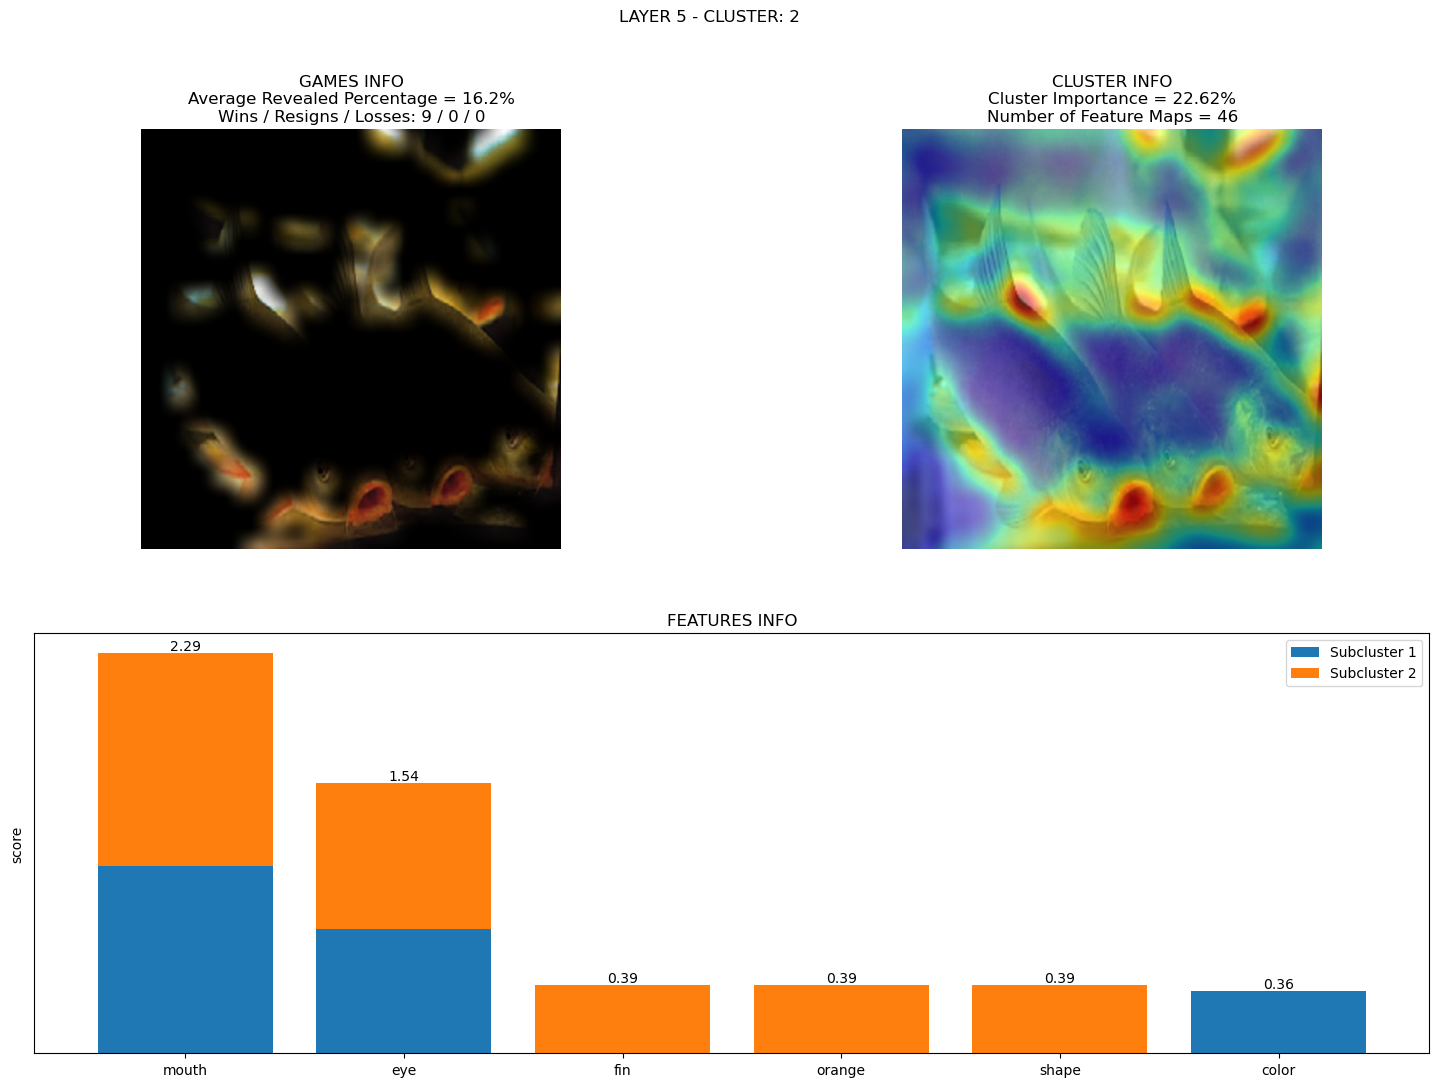 LAYER 5 - CLUSTER: 2
GAMES INFO
Average Revealed Percentage = 16.2%
Wins / Resigns / Losses: 9 / 0 / 0
CLUSTER INFO
Cluster Importance = 22.62%
Number of Feature Maps = 46
FEATURES INFO
Subcluster 1
Subcluster 2
score
2.29
1.54
0.39
0.39
0.39
0.36
mouth
eye
fin
orange
shape
color